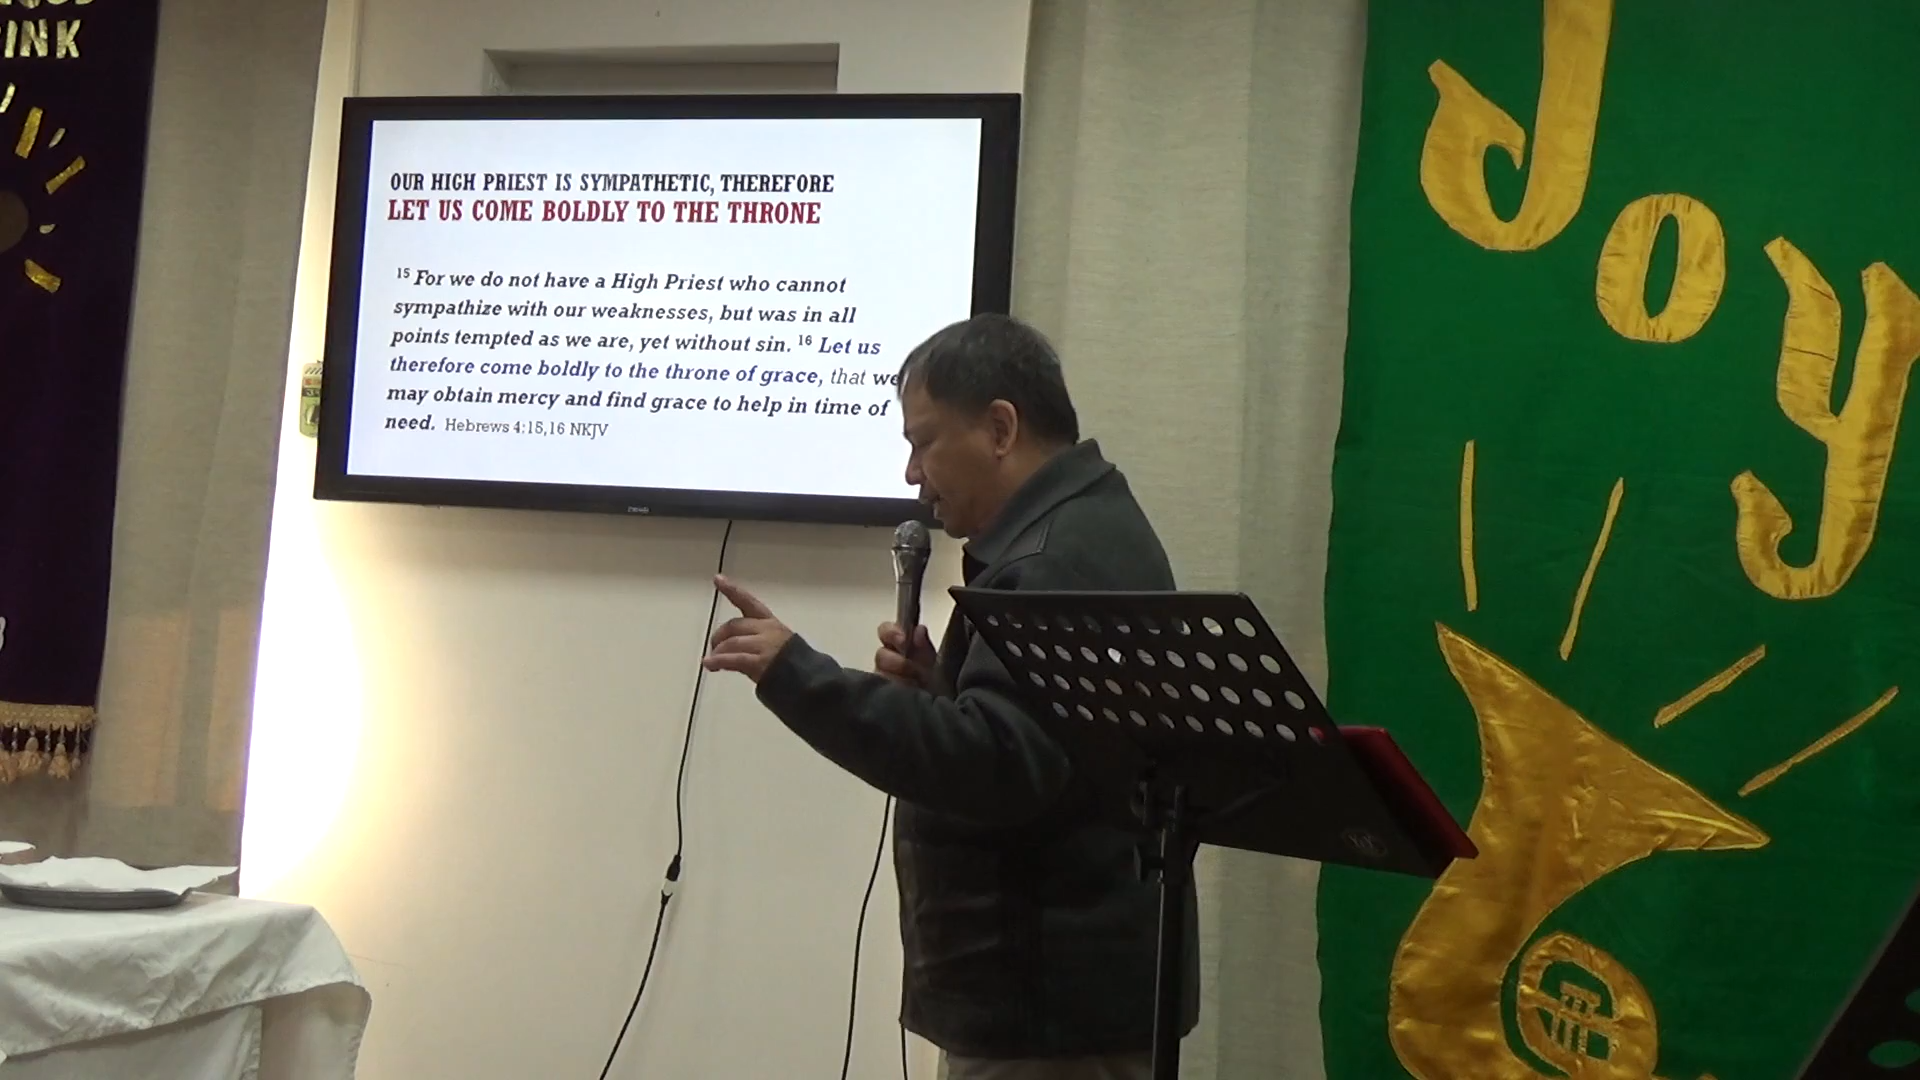 INK
OUR HIGH PRIEST IS SYMPATHETIC, THEREFORE
LET US COME BOLDLY TO THE THRONE
15 For we do not have a High Priest who cannot
sympathize with our weaknesses, but was in all
points tempted as we are, yet without sin. 16 Let us
therefore come boldly to the throne of grace, that we
may obtain mercy and find grace to help in time of
need. Hebrews 4:15,16 NKJV
Joy